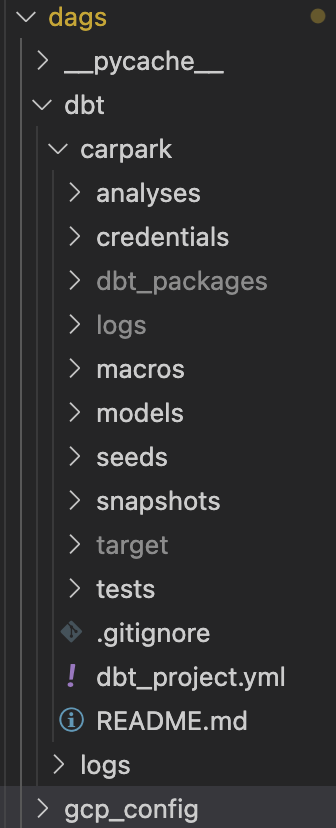 dags
__pycache__
dbt
carpark
analyses
credentials
dbt_packages
logs
macros
models
seeds
snapshots
target
tests
.gitignore
! dbt_project.yml
README.md
logs
gcp_config